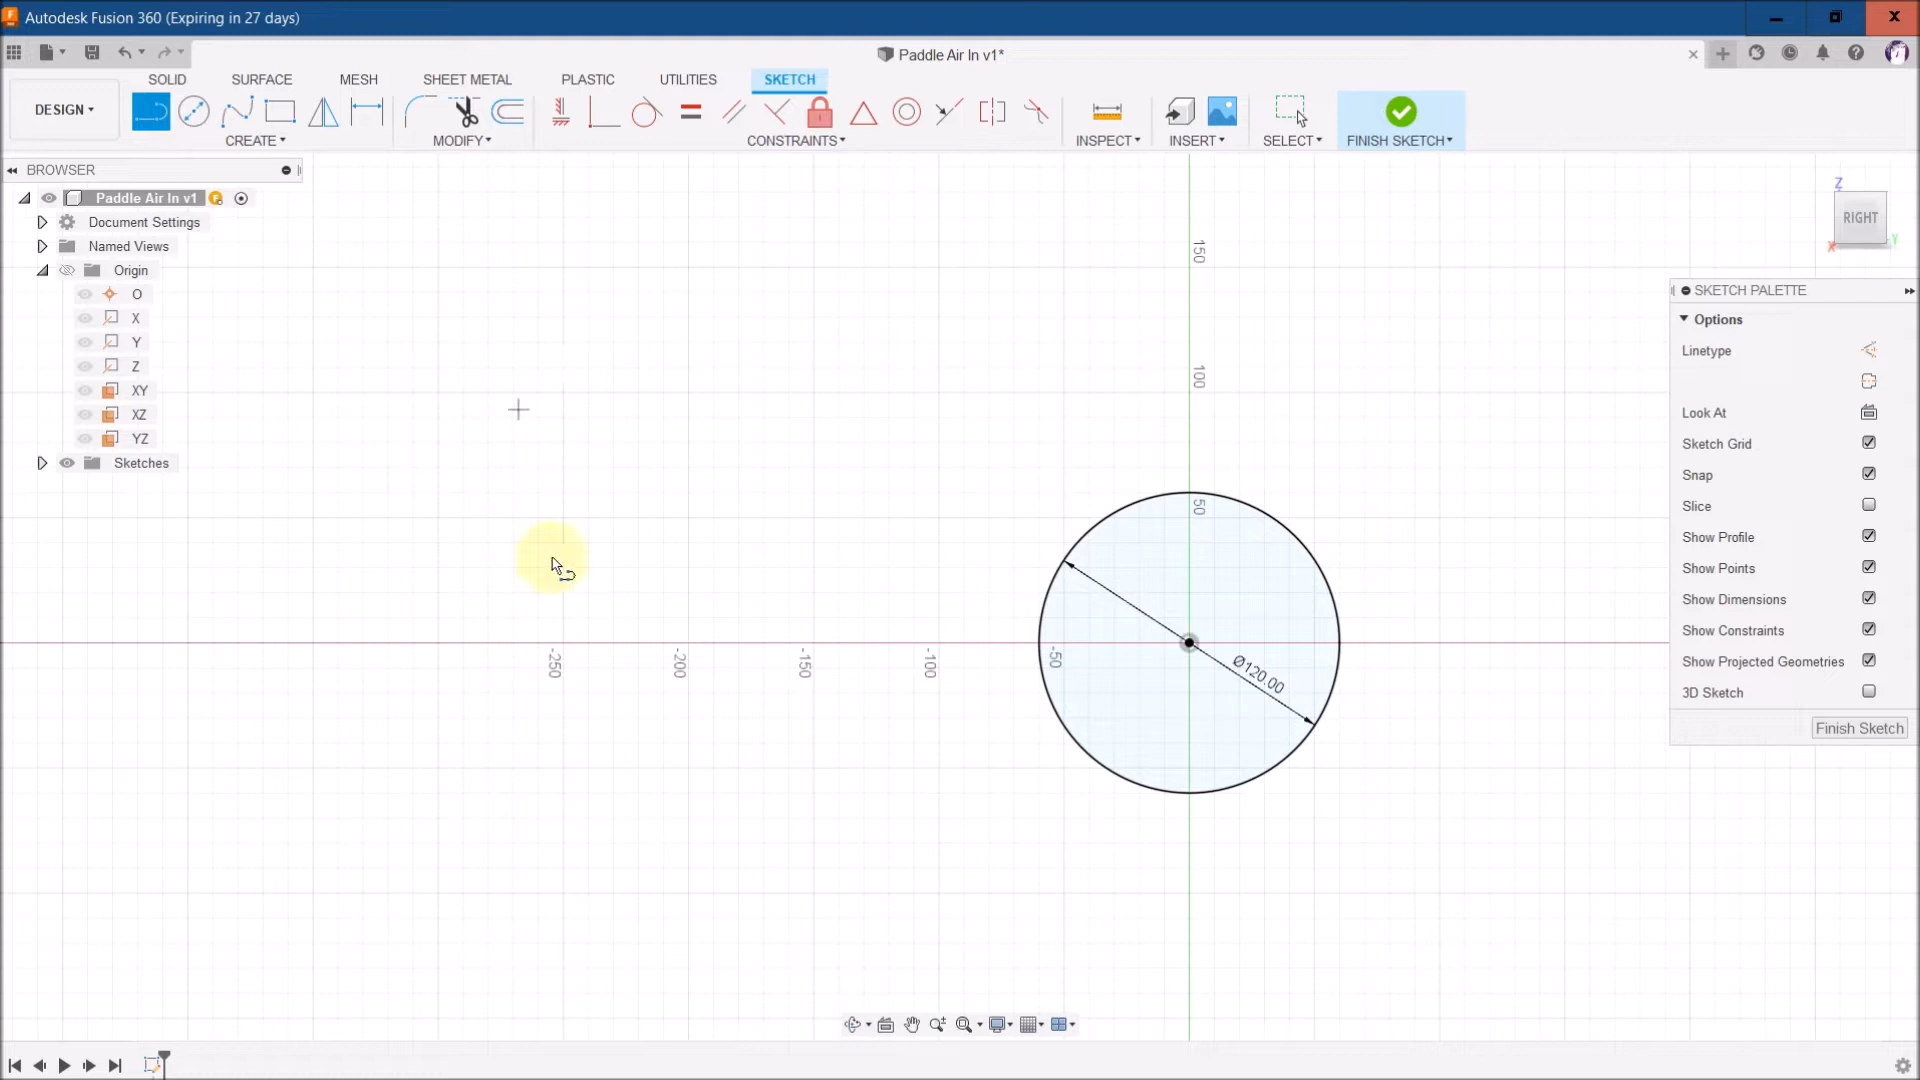 Autodesk Fusion 360 (Expiring in 27 days)
Paddle Air In v1*
SOLID
SURFACE
MESH
SHEET METAL
PLASTIC
UTILITIES
SKETCH
DESIGN
CREATE
MODIFY
CONSTRAINTS
INSPECT
INSERT
SELECT
FINISH SKETCH
BROWSER
Paddle Air In v1
Document Settings
Named Views
Origin
O
X
Y
Z
XY
XZ
YZ
Sketches
150
100
50
-250
-200
-150
-100
-50
Ø120.00
Z
RIGHT
X
Y
SKETCH PALETTE
Options
Linetype
Look At
Sketch Grid
Snap
Slice
Show Profile
Show Points
Show Dimensions
Show Constraints
Show Projected Geometries
3D Sketch
Finish Sketch